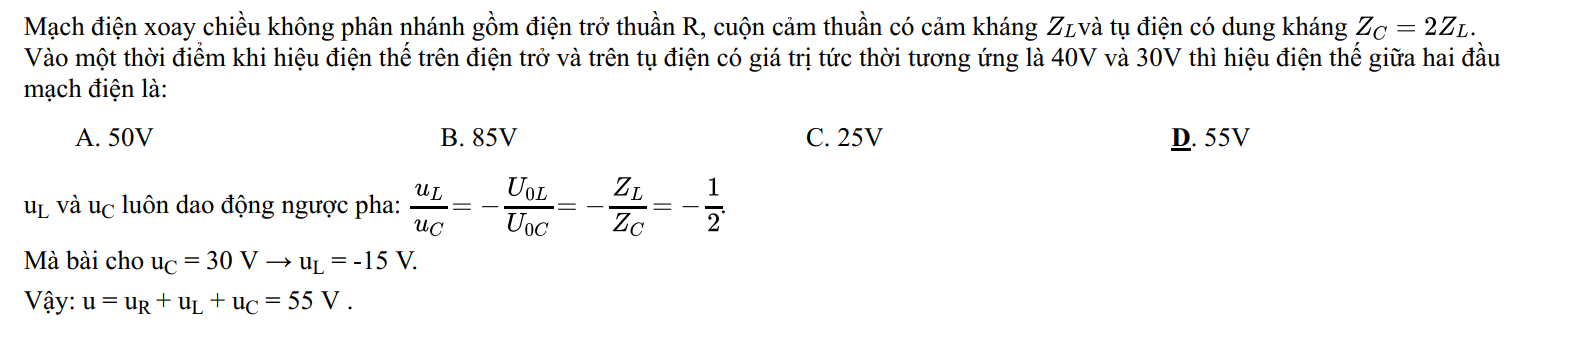 Mạch điện xoay chiều không phân nhánh gồm điện trở thuần R, cuộn cảm thuần có cảm kháng $Z_L$và tụ điện có dung kháng $Z_C = 2Z_L$.
Vào một thời điểm khi hiệu điện thế trên điện trở và trên tụ điện có giá trị tức thời tương ứng là 40V và 30V thì hiệu điện thế giữa hai đầu
mạch điện là:
A. 50V B. 85V C. 25V D. 55V
u_L và u_C luôn dao động ngược pha: $\frac{u_L}{u_C} = -\frac{U_{0L}}{U_{0C}} = -\frac{Z_L}{Z_C} = -\frac{1}{2}$.
Mà bài cho u_C = 30 V → u_L = -15 V.
Vậy: u = u_R + u_L + u_C = 55 V .